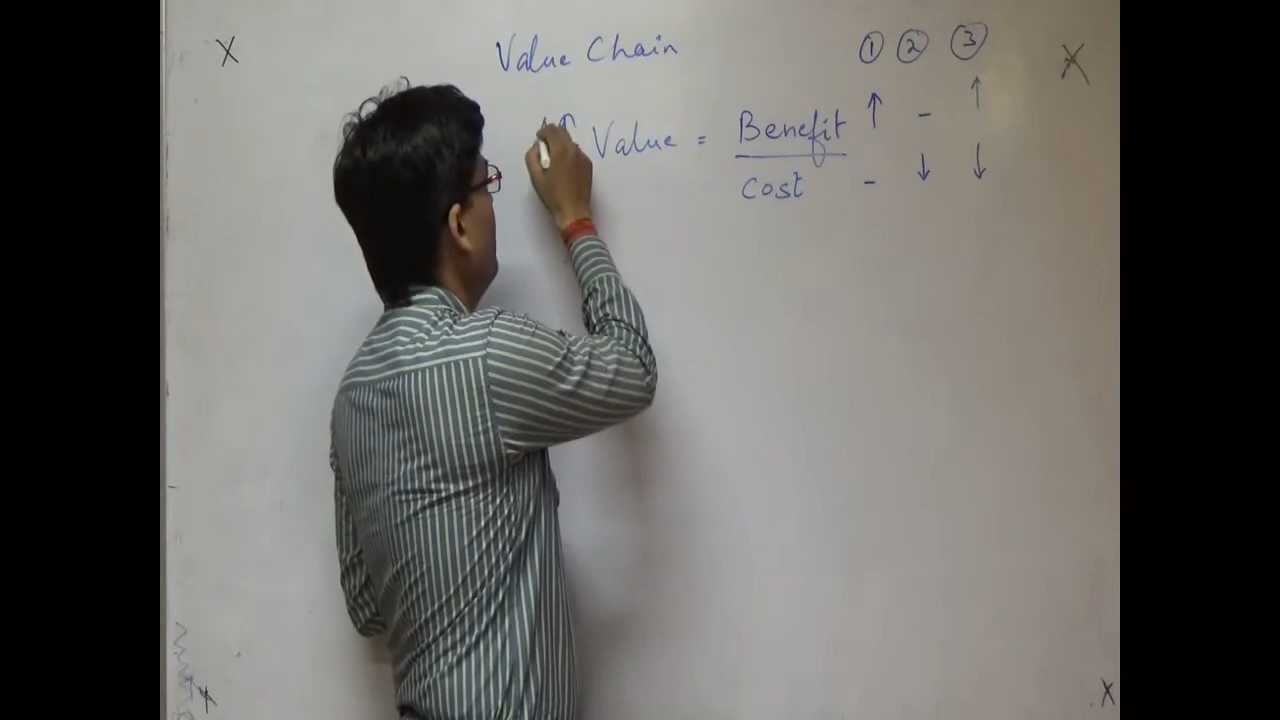 Value Chain ① ② ③
↑ Value = Benefit ↑ - ↑
Cost - ↓ ↓